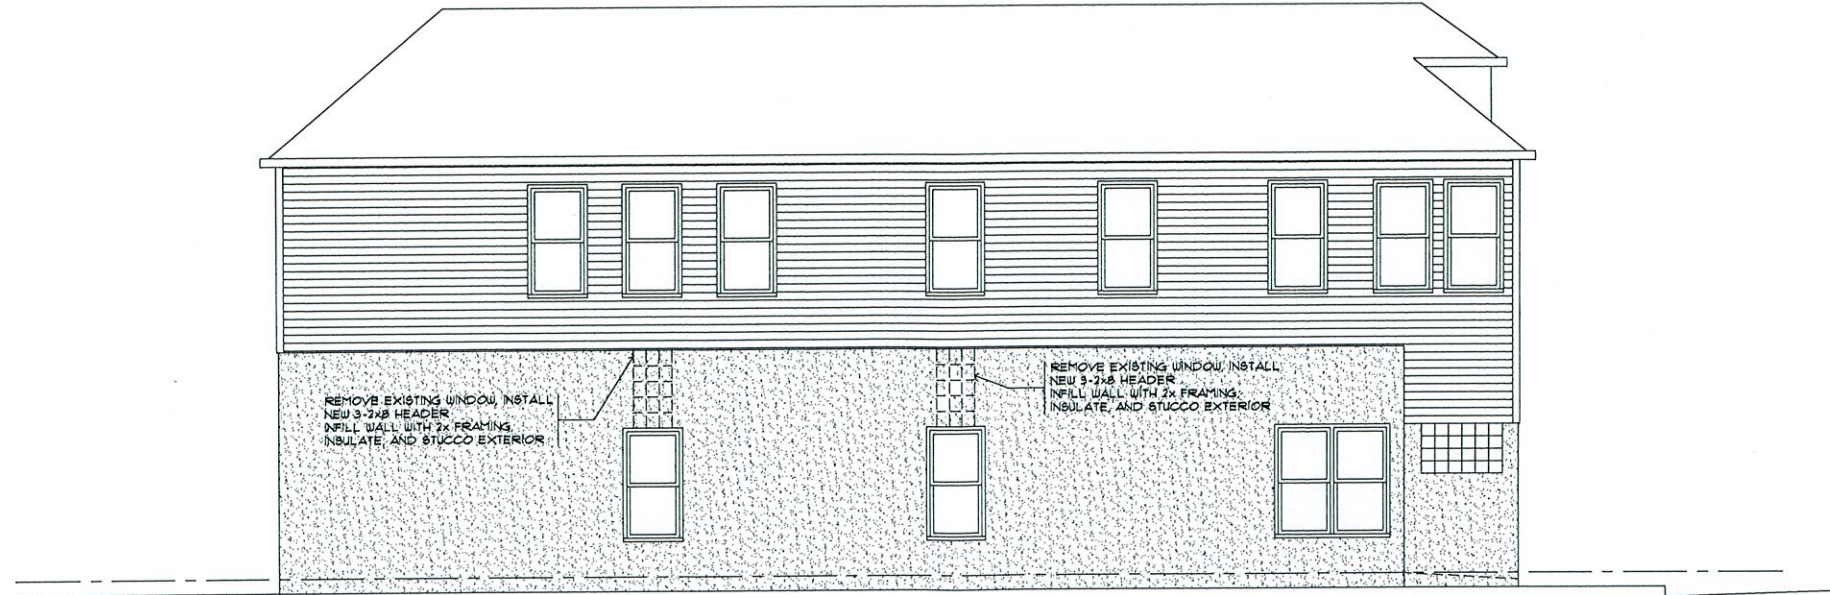 REMOVE EXISTING WINDOW, INSTALL
NEW 3-2x8 HEADER
INFILL WALL WITH 2x FRAMING,
INSULATE, AND STUCCO EXTERIOR
REMOVE EXISTING WINDOW, INSTALL
NEW 3-2x8 HEADER
INFILL WALL WITH 2x FRAMING,
INSULATE, AND STUCCO EXTERIOR